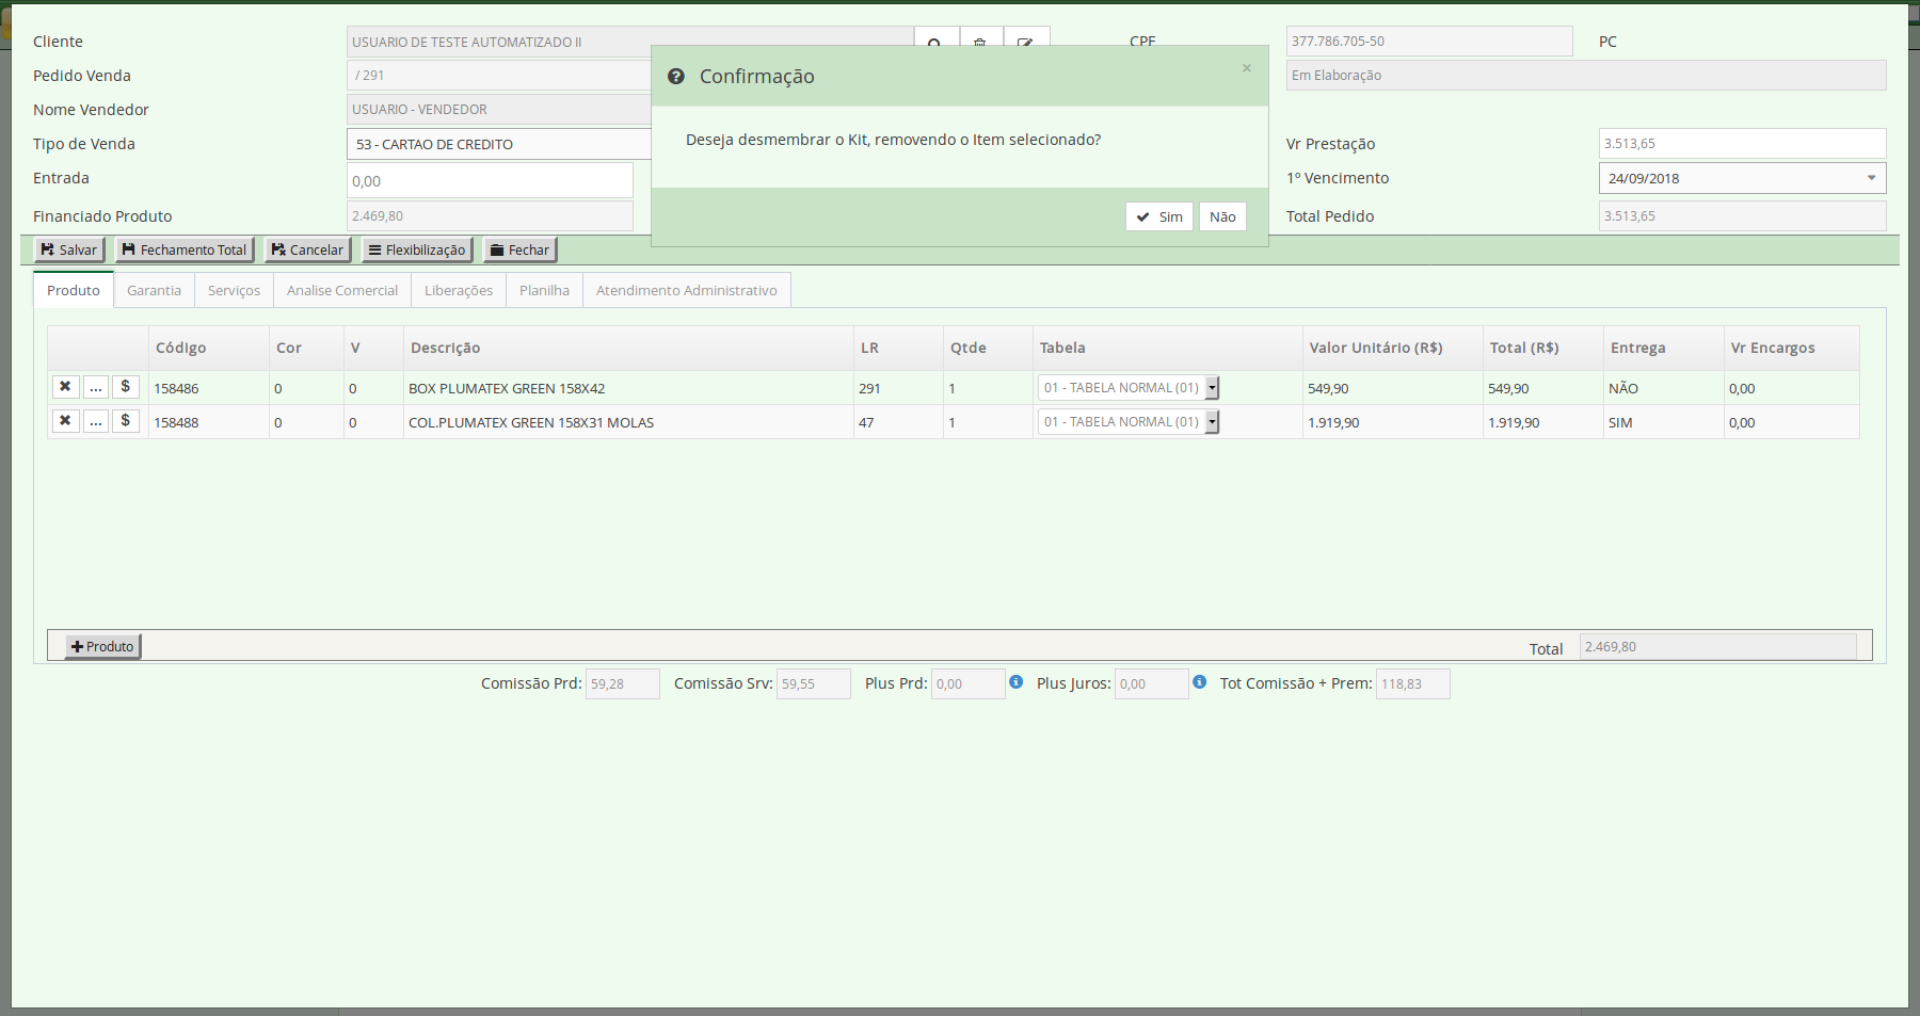 Cliente
USUARIO DE TESTE AUTOMATIZADO II
CPF
377.786.705-50
PC
Pedido Venda
/ 291
Em Elaboração
Nome Vendedor
USUARIO - VENDEDOR
Tipo de Venda
53 - CARTAO DE CREDITO
Vr Prestação
3.513,65
Entrada
0,00
1º Vencimento
24/09/2018
Financiado Produto
2.469,80
Total Pedido
3.513,65
Confirmação
×
Deseja desmembrar o Kit, removendo o Item selecionado?
Sim
Não
Salvar
Fechamento Total
Cancelar
Flexibilização
Fechar
Produto
Garantia
Serviços
Analise Comercial
Liberações
Planilha
Atendimento Administrativo
Código Cor V Descrição LR Qtde Tabela Valor Unitário (R$) Total (R$) Entrega Vr Encargos
... $ 158486 0 0 BOX PLUMATEX GREEN 158X42 291 1 01 - TABELA NORMAL (01) 549,90 549,90 NÃO 0,00
... $ 158488 0 0 COL.PLUMATEX GREEN 158X31 MOLAS 47 1 01 - TABELA NORMAL (01) 1.919,90 1.919,90 SIM 0,00
Produto
Total 2.469,80
Comissão Prd: 59,28 Comissão Srv: 59,55 Plus Prd: 0,00 Plus Juros: 0,00 Tot Comissão + Prem: 118,83